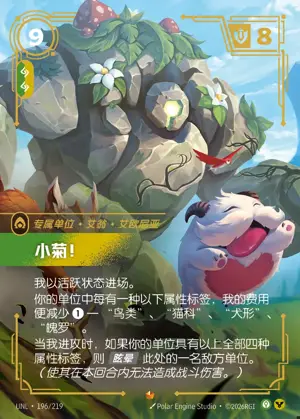 9
8
专属单位・艾翁・艾欧尼亚
小菊！
我以活跃状态进场。
你的单位中每有一种以下属性标签，我的费用
便减少❶—“鸟类”、“猫科”、“犬形”、
“魄罗”。
当我进攻时，如果你的单位具有以上全部四种
属性标签，则 眩晕 此处的一名敌方单位。
（使其在本回合内无法造成战斗伤害。）
UNL・196/219
Polar Engine Studio
©2026RGI